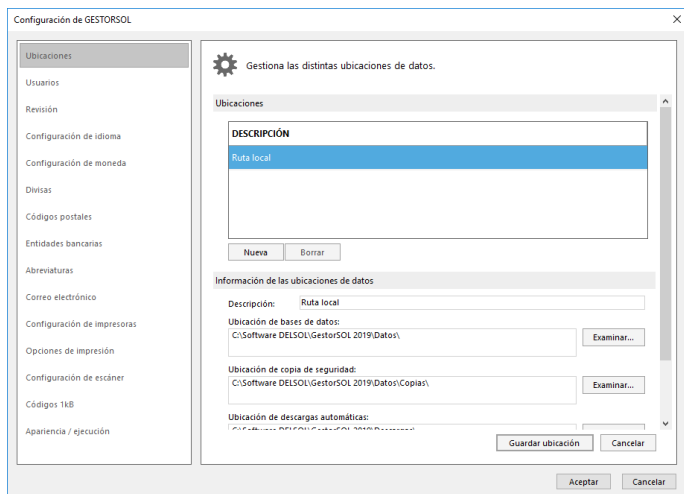 Configuración de GESTORSOL
Ubicaciones
Usuarios
Revisión
Configuración de idioma
Configuración de moneda
Divisas
Códigos postales
Entidades bancarias
Abreviaturas
Correo electrónico
Configuración de impresoras
Opciones de impresión
Configuración de escáner
Códigos 1kB
Apariencia / ejecución
Gestiona las distintas ubicaciones de datos.
Ubicaciones
DESCRIPCIÓN
Ruta local
Nueva Borrar
Información de las ubicaciones de datos
Descripción: Ruta local
Ubicación de bases de datos:
C:\Software DELSOL\GestorSOL 2019\Datos\ Examinar...
Ubicación de copia de seguridad:
C:\Software DELSOL\GestorSOL 2019\Datos\Copias\ Examinar...
Ubicación de descargas automáticas:
Guardar ubicación Cancelar
Aceptar Cancelar